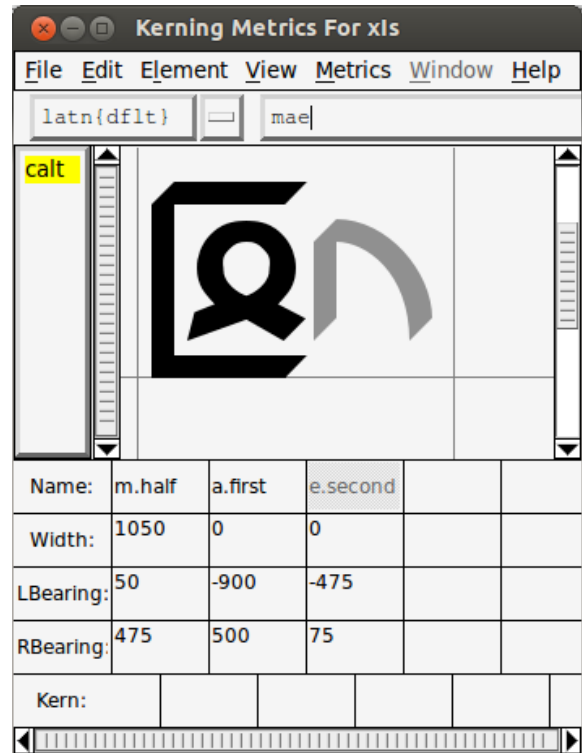 Kerning Metrics For xls
File Edit Element View Metrics Window Help
latn{dflt} mae
calt
Name: m.half a.first e.second
Width: 1050 0 0
LBearing: 50 -900 -475
RBearing: 475 500 75
Kern: